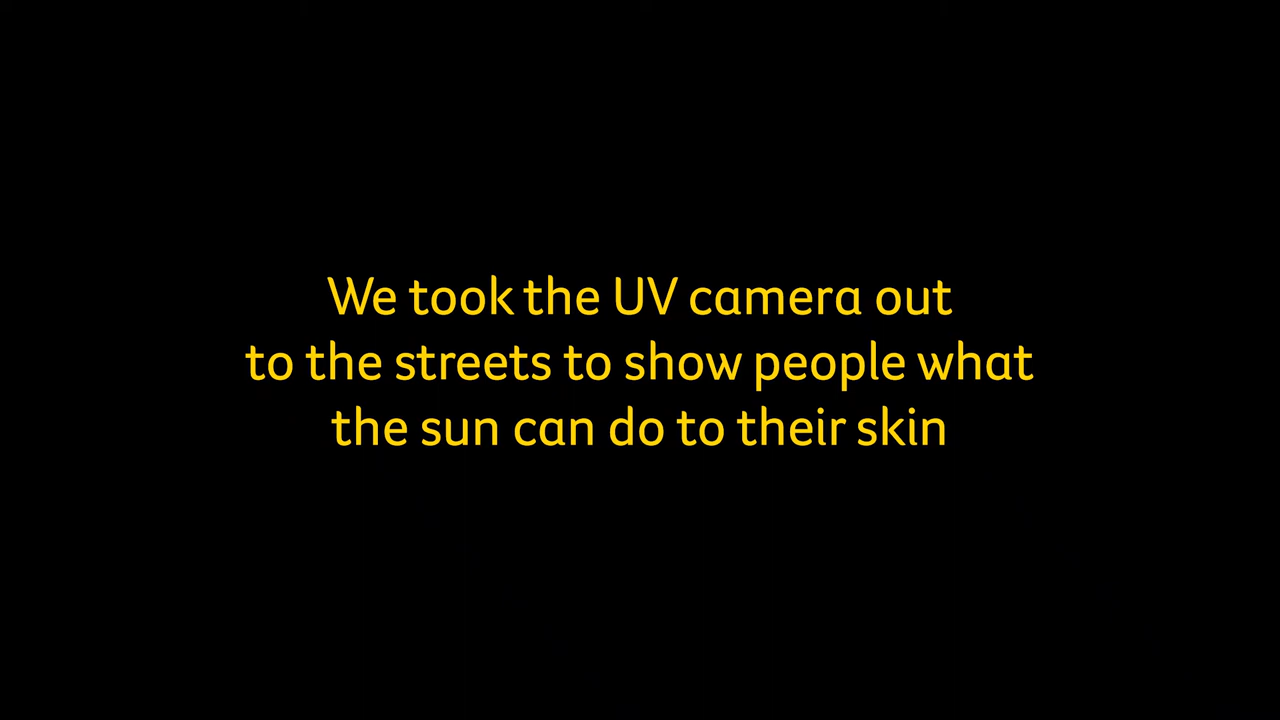 We took the UV camera out
to the streets to show people what
the sun can do to their skin